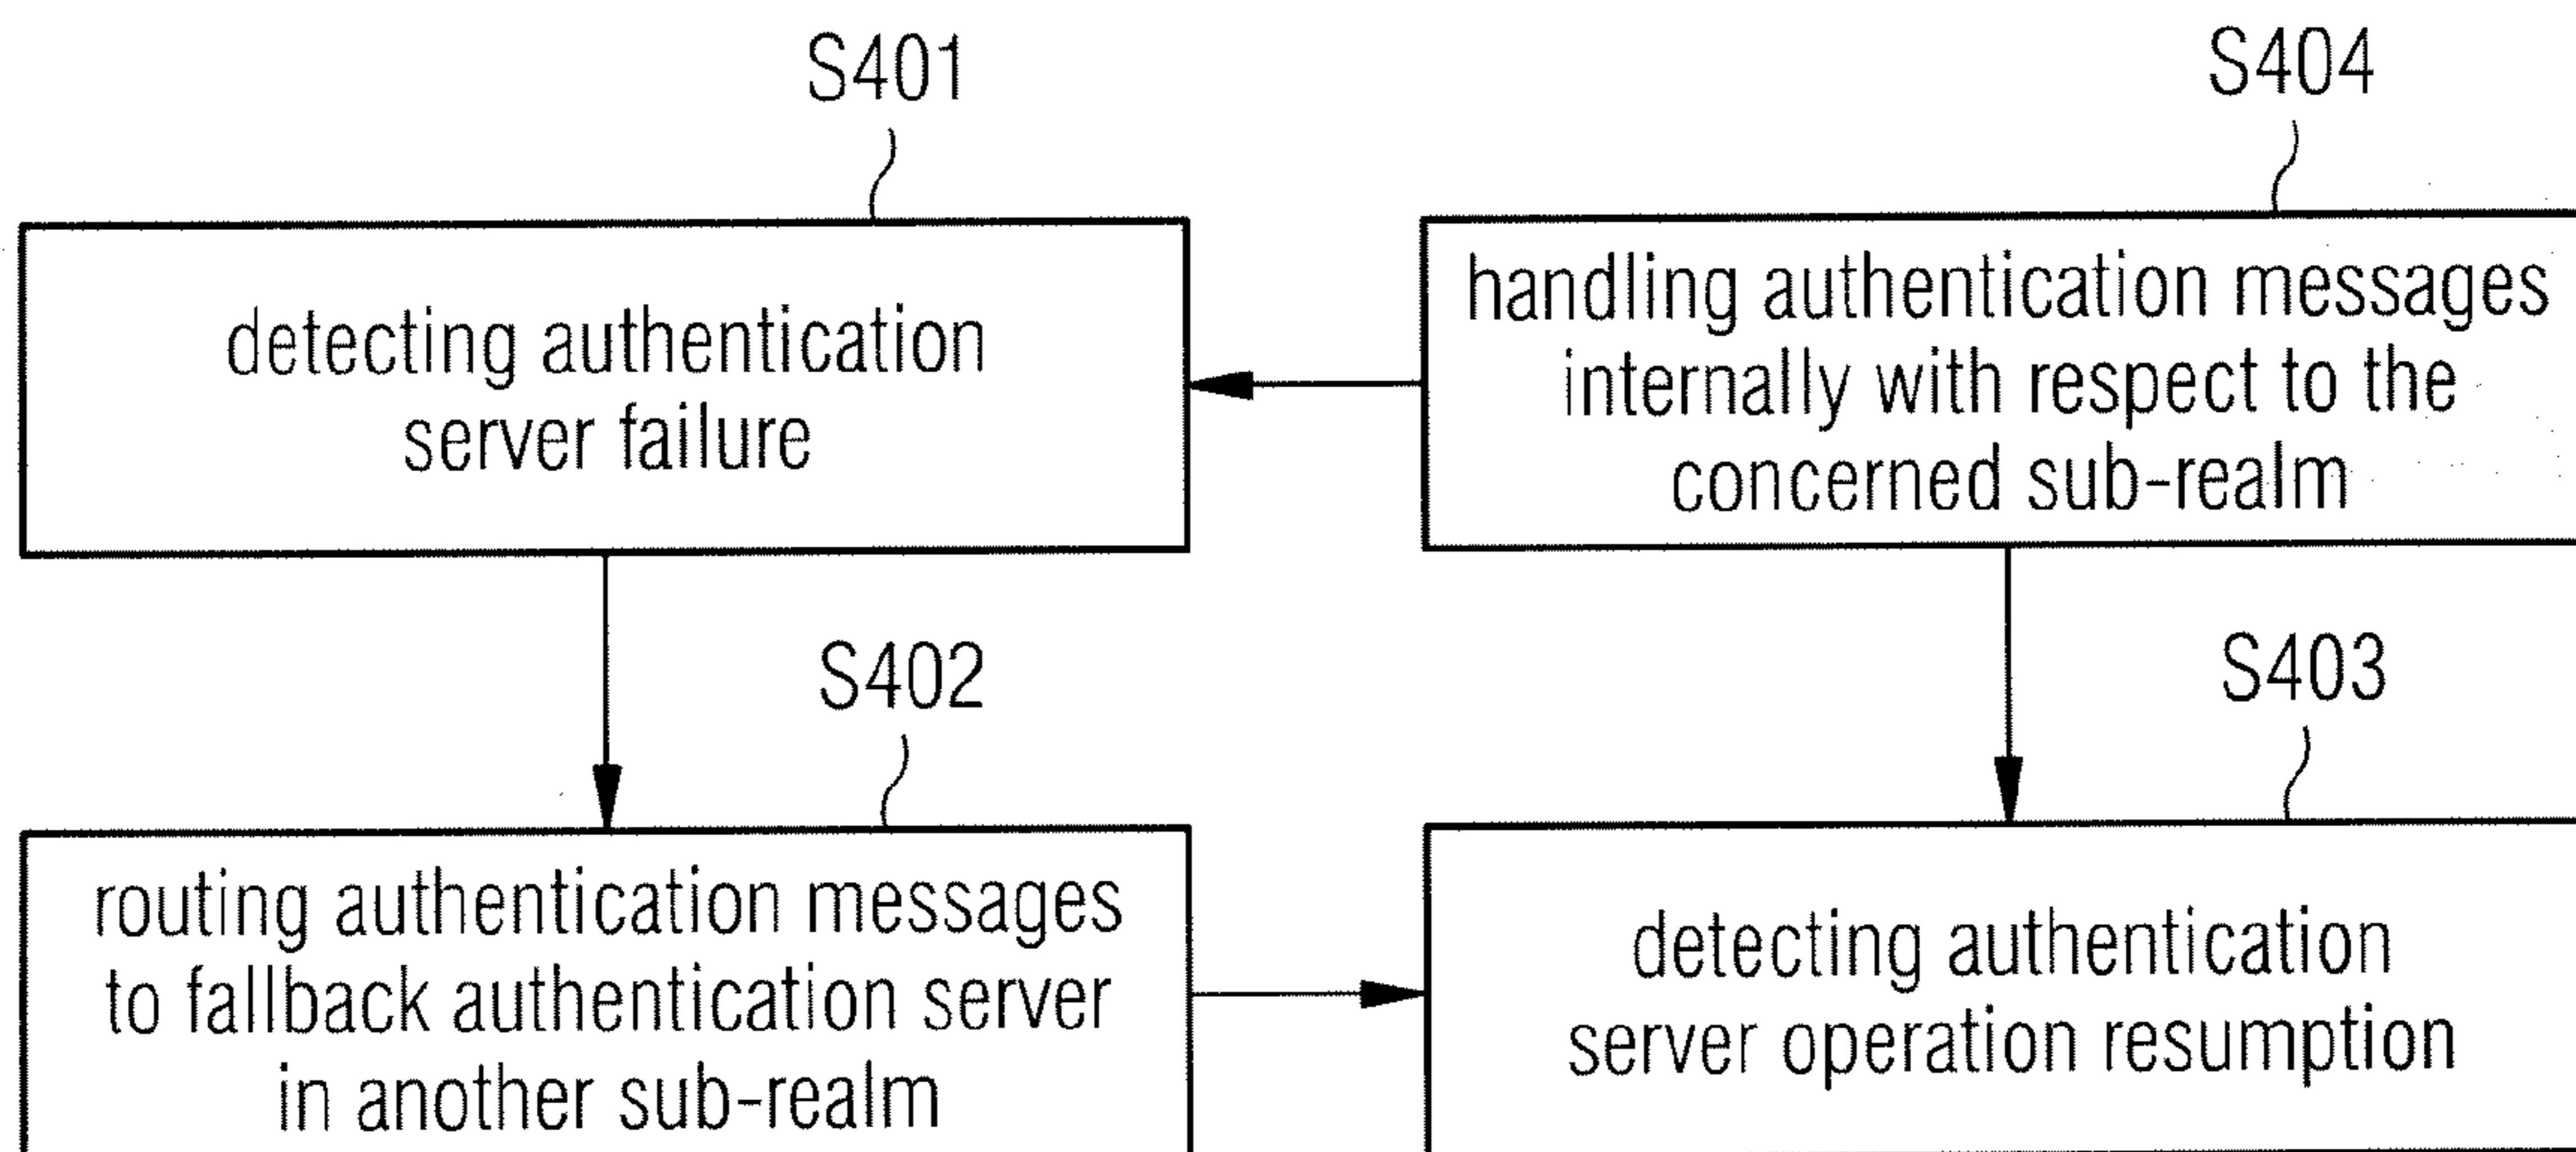 S401
detecting authentication
server failure
S404
handling authentication messages
internally with respect to the
concerned sub-realm
S402
routing authentication messages
to fallback authentication server
in another sub-realm
S403
detecting authentication
server operation resumption